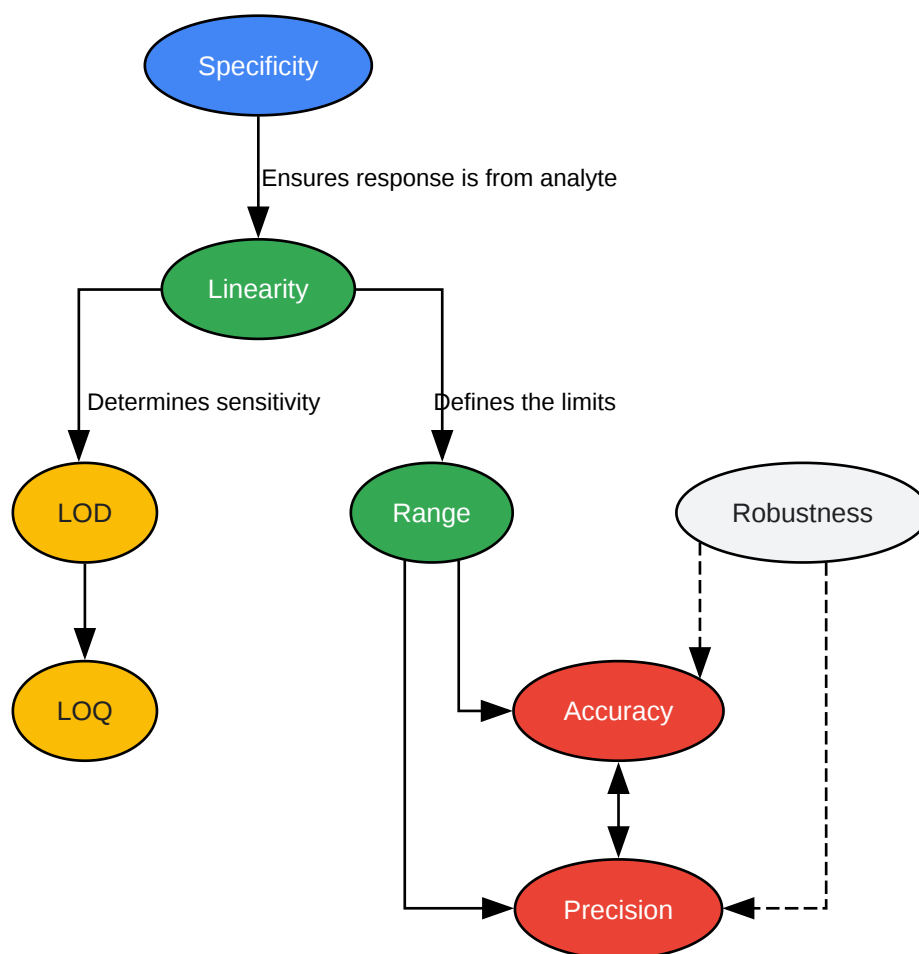 Specificity
Ensures response is from analyte
Linearity
Determines sensitivity
Defines the limits
LOD
Range
Robustness
LOQ
Accuracy
Precision